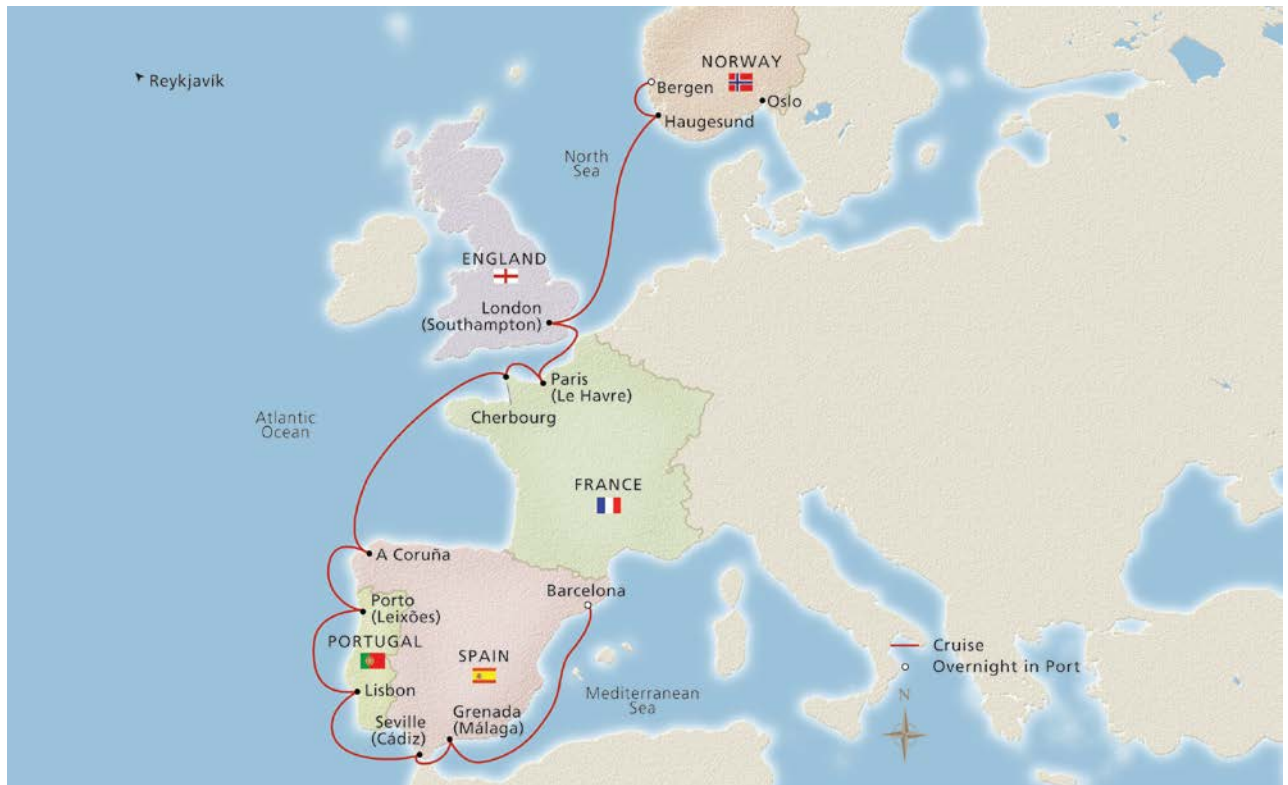 Reykjavík
NORWAY
Bergen
Oslo
Haugesund
North
Sea
ENGLAND
London
(Southampton)
Paris
(Le Havre)
Cherbourg
Atlantic
Ocean
FRANCE
A Coruña
Barcelona
Porto
(Leixões)
PORTUGAL
SPAIN
Lisbon
Seville
(Cádiz)
Grenada
(Málaga)
Mediterranean
Sea
Cruise
Overnight in Port
N